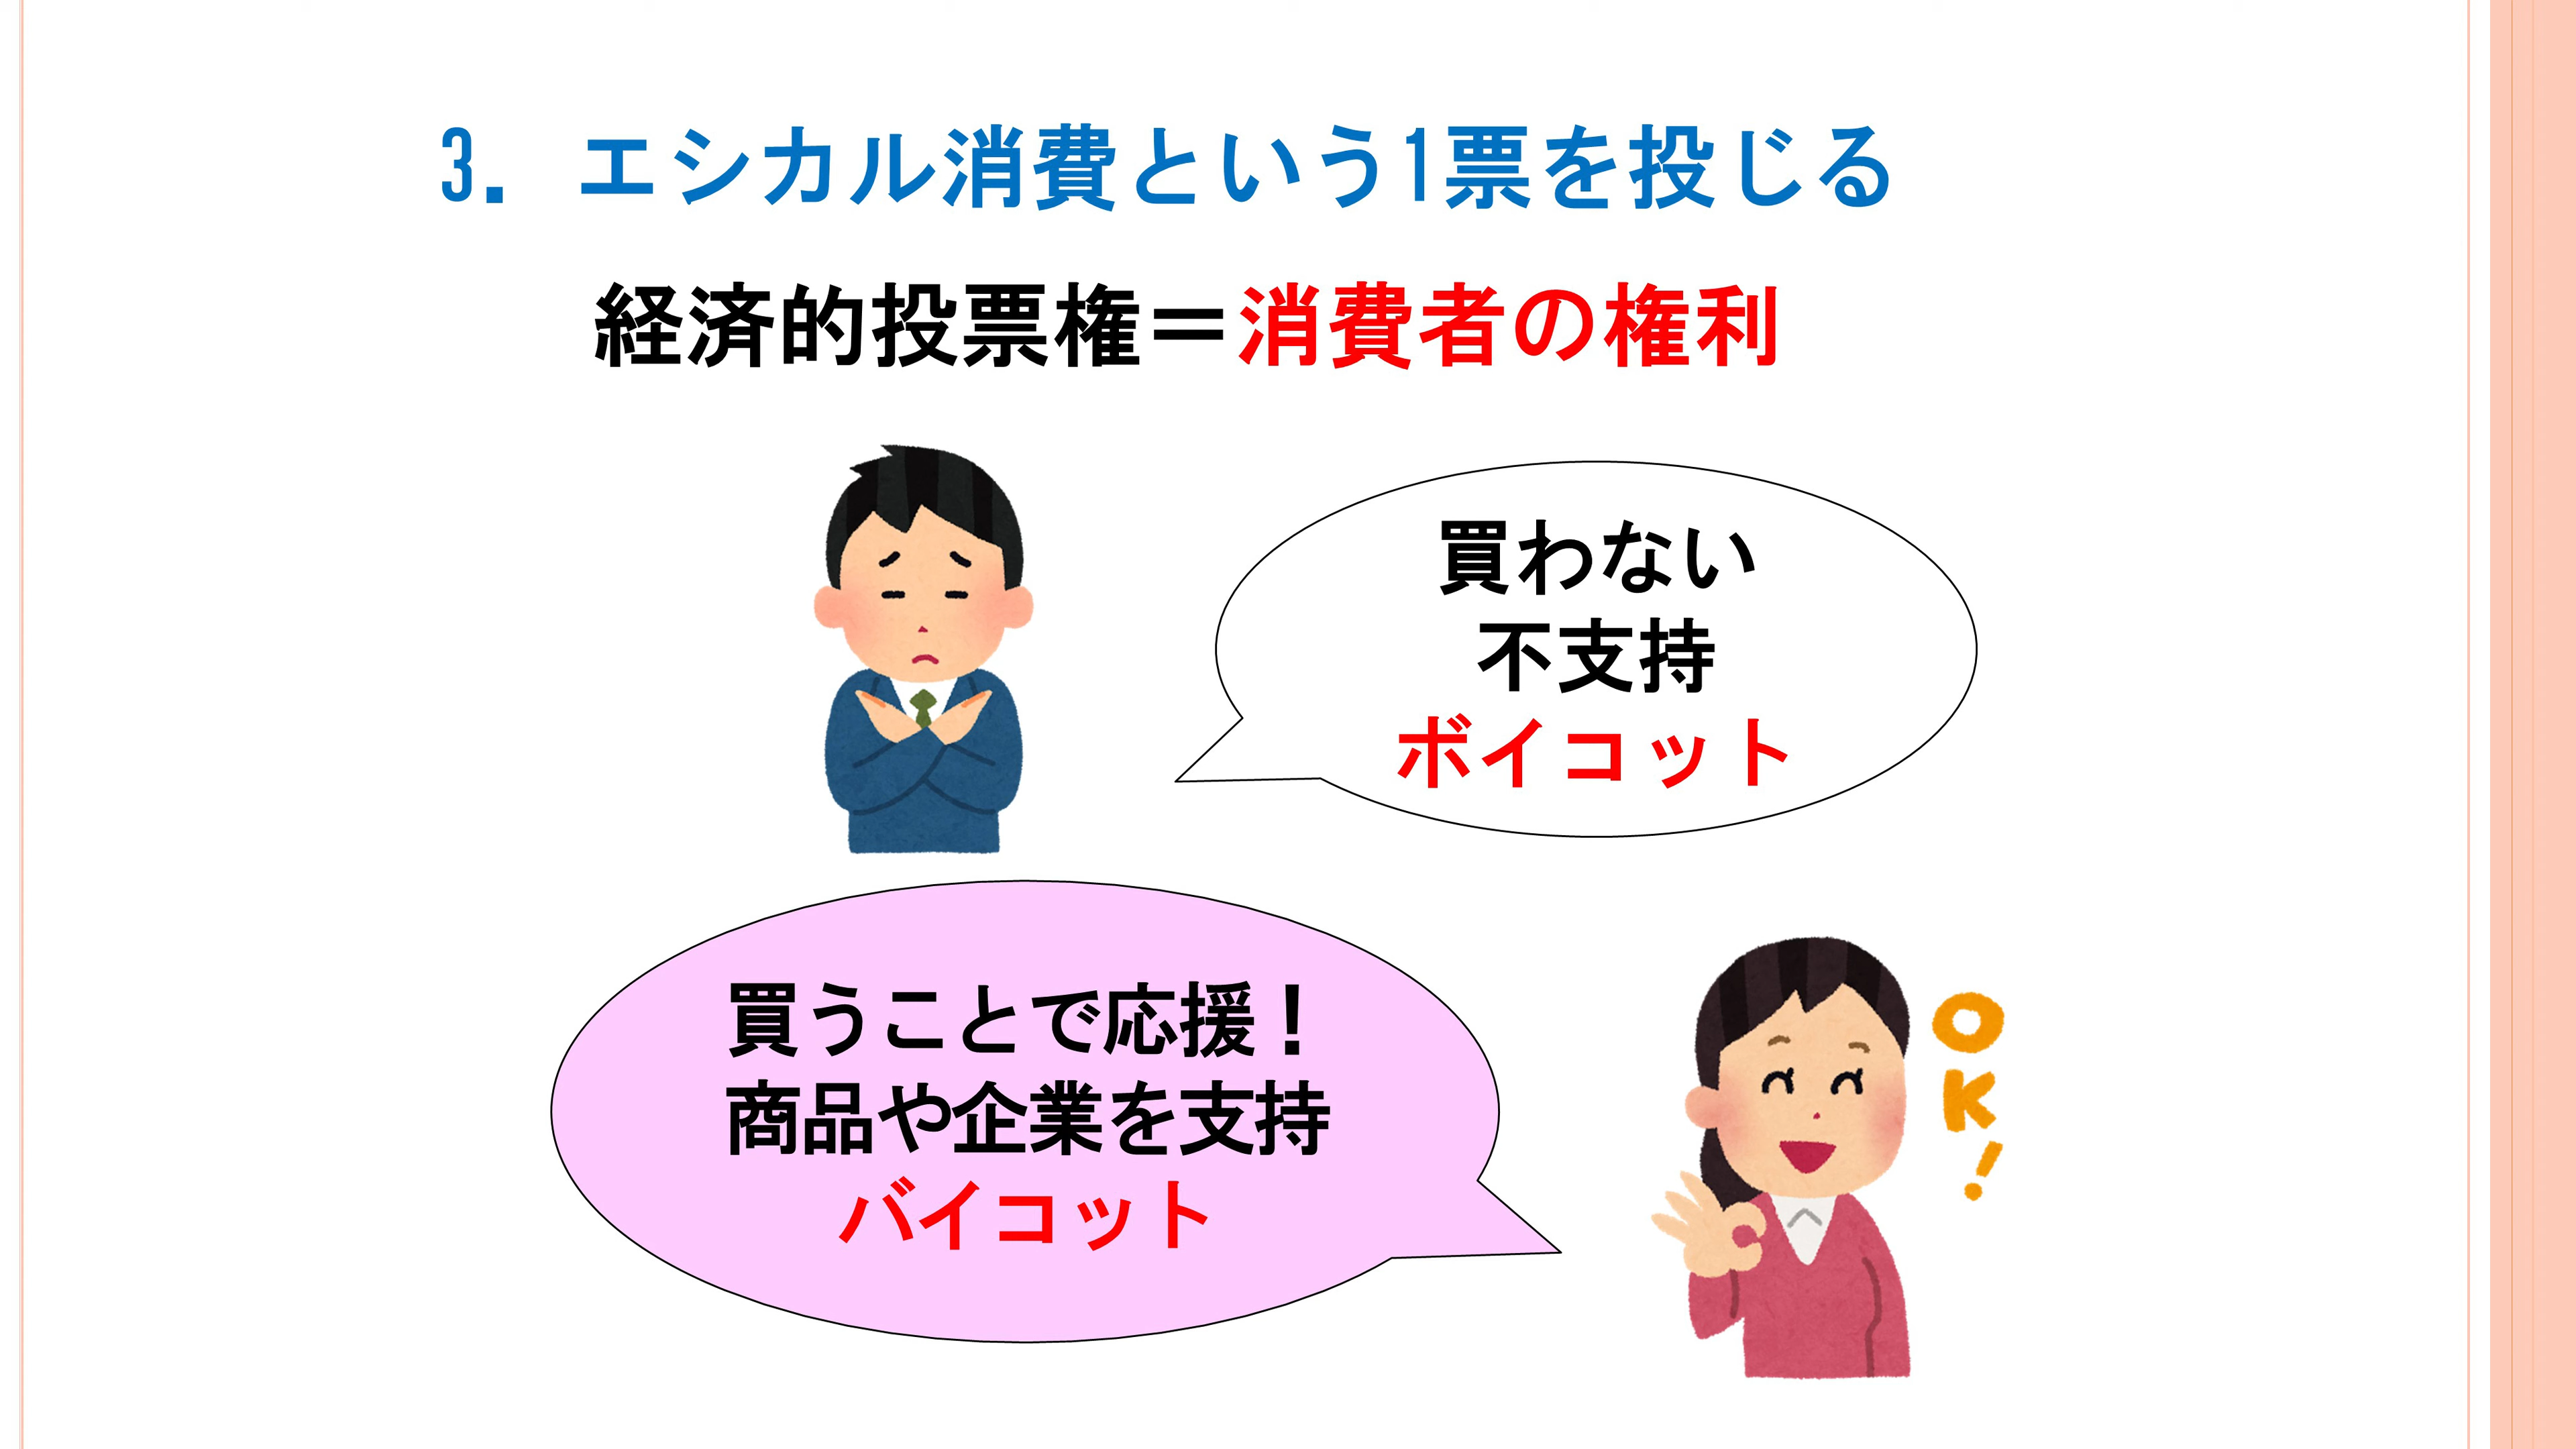 3. エシカル消費という1票を投じる
経済的投票権＝消費者の権利
買わない
不支持
ボイコット
買うことで応援！
商品や企業を支持
バイコット
OK!